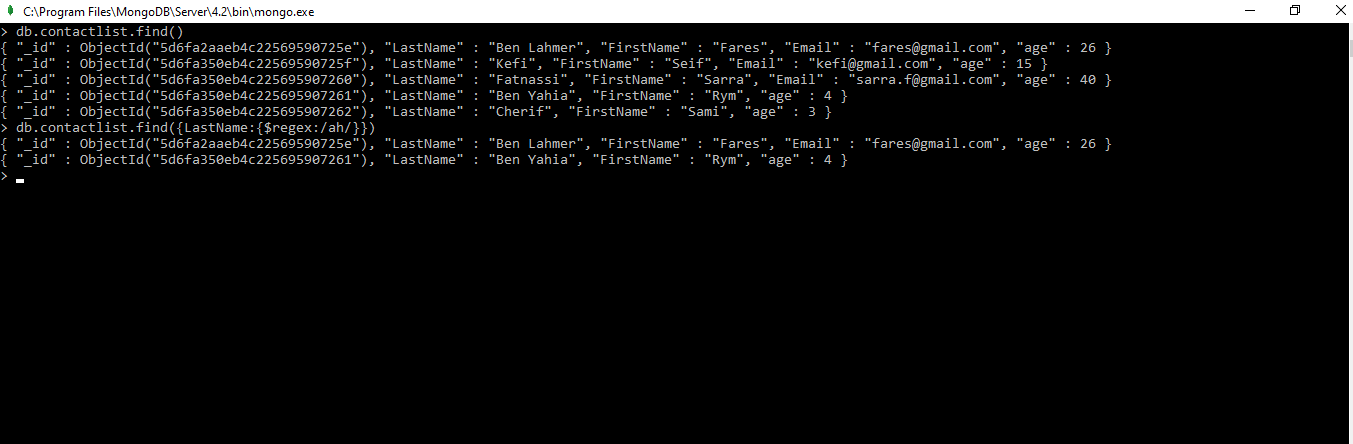 C:\Program Files\MongoDB\Server\4.2\bin\mongo.exe
> db.contactlist.find()
{ "_id" : ObjectId("5d6fa2aaeb4c22569590725e"), "LastName" : "Ben Lahmer", "FirstName" : "Fares", "Email" : "fares@gmail.com", "age" : 26 }
{ "_id" : ObjectId("5d6fa350eb4c22569590725f"), "LastName" : "Kefi", "FirstName" : "Seif", "Email" : "kefi@gmail.com", "age" : 15 }
{ "_id" : ObjectId("5d6fa350eb4c225695907260"), "LastName" : "Fatnassi", "FirstName" : "Sarra", "Email" : "sarra.f@gmail.com", "age" : 40 }
{ "_id" : ObjectId("5d6fa350eb4c225695907261"), "LastName" : "Ben Yahia", "FirstName" : "Rym", "age" : 4 }
{ "_id" : ObjectId("5d6fa350eb4c225695907262"), "LastName" : "Cherif", "FirstName" : "Sami", "age" : 3 }
> db.contactlist.find({LastName:{$regex:/ah/}})
{ "_id" : ObjectId("5d6fa2aaeb4c22569590725e"), "LastName" : "Ben Lahmer", "FirstName" : "Fares", "Email" : "fares@gmail.com", "age" : 26 }
{ "_id" : ObjectId("5d6fa350eb4c225695907261"), "LastName" : "Ben Yahia", "FirstName" : "Rym", "age" : 4 }
>